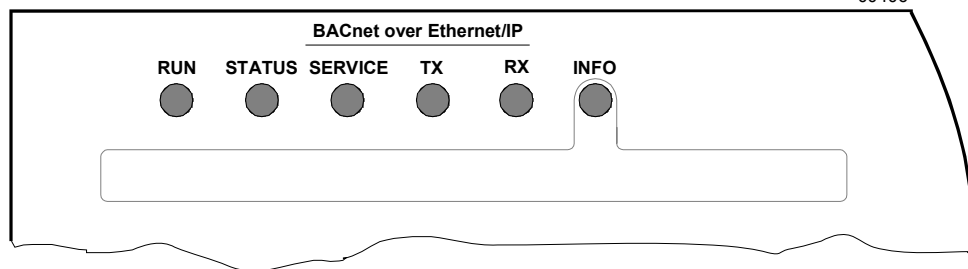 BACnet over Ethernet/IP
RUN STATUS SERVICE TX RX INFO